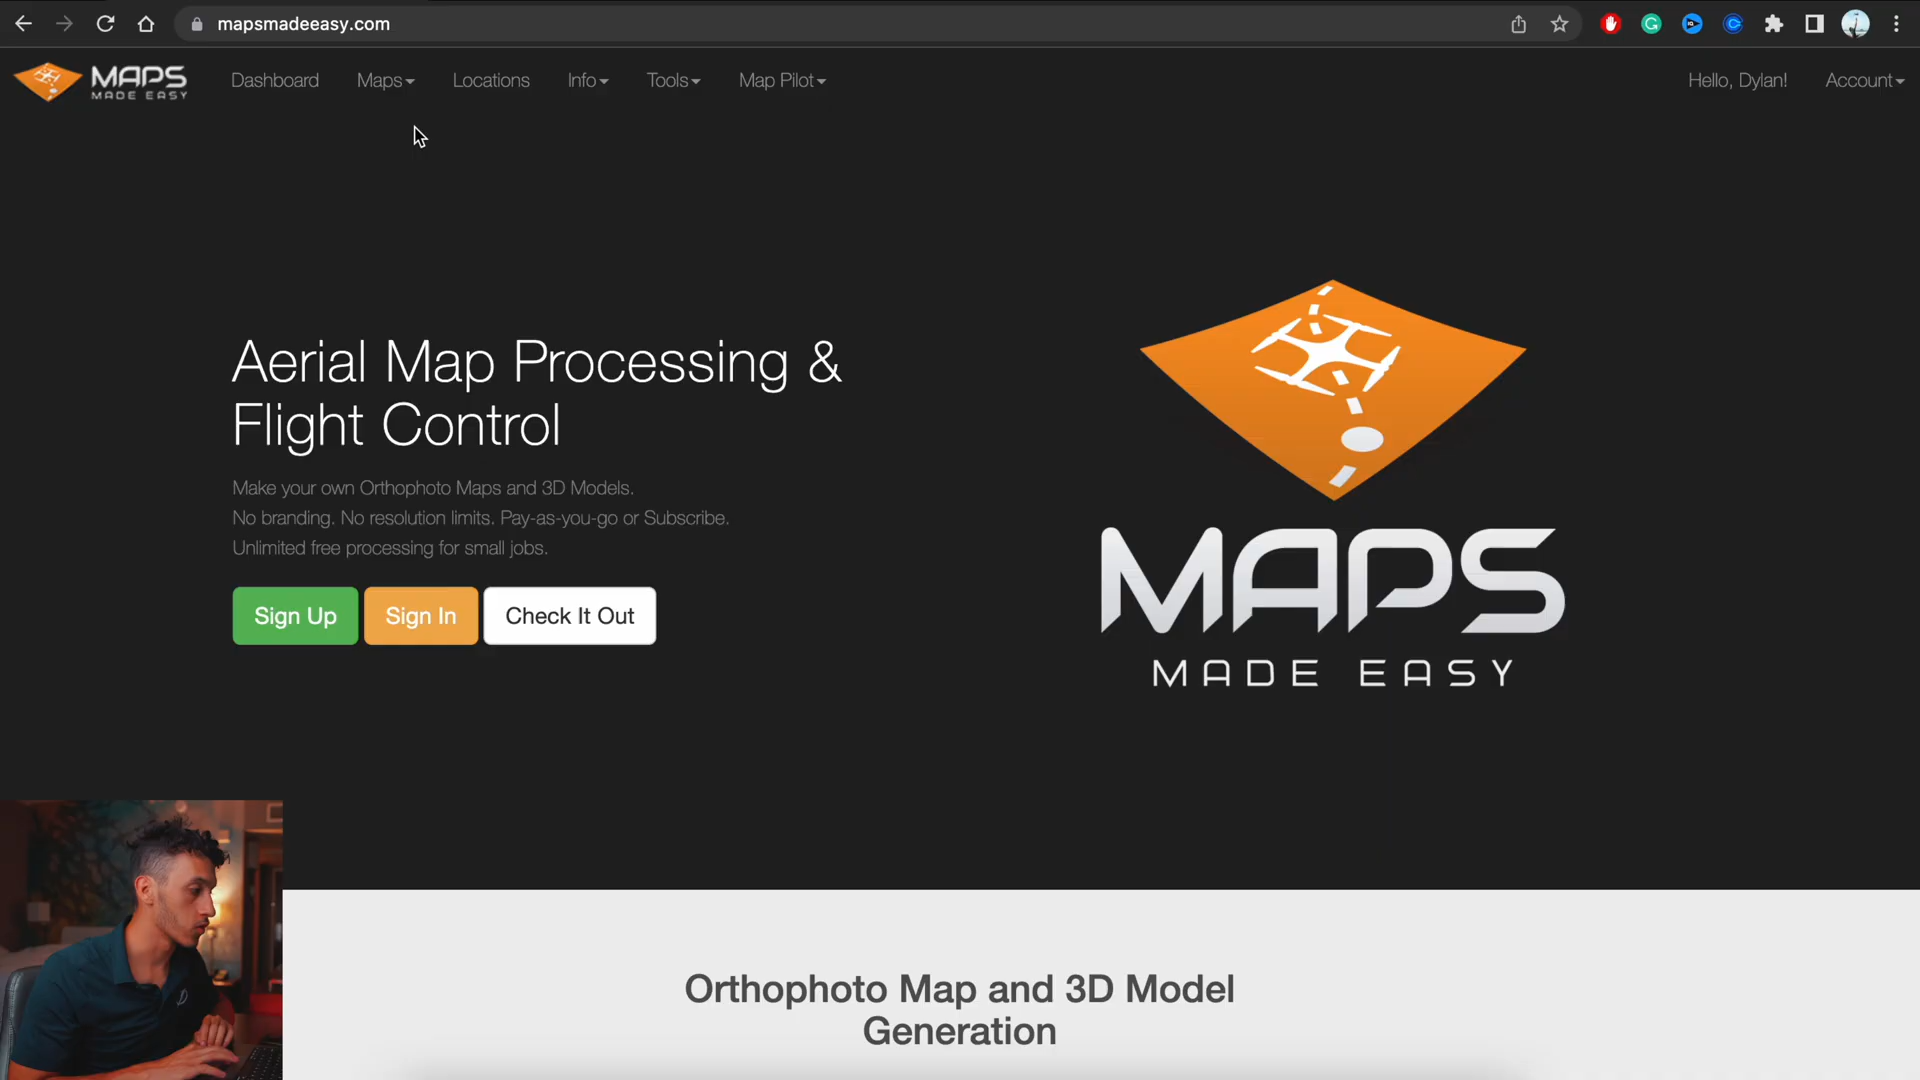 mapsmadeeasy.com
MAPS
MADE EASY
Dashboard
Maps
Locations
Info
Tools
Map Pilot
Hello, Dylan!
Account
Aerial Map Processing &
Flight Control
Make your own Orthophoto Maps and 3D Models.
No branding. No resolution limits. Pay-as-you-go or Subscribe.
Unlimited free processing for small jobs.
Sign Up
Sign In
Check It Out
MAPS
MADE EASY
Orthophoto Map and 3D Model
Generation